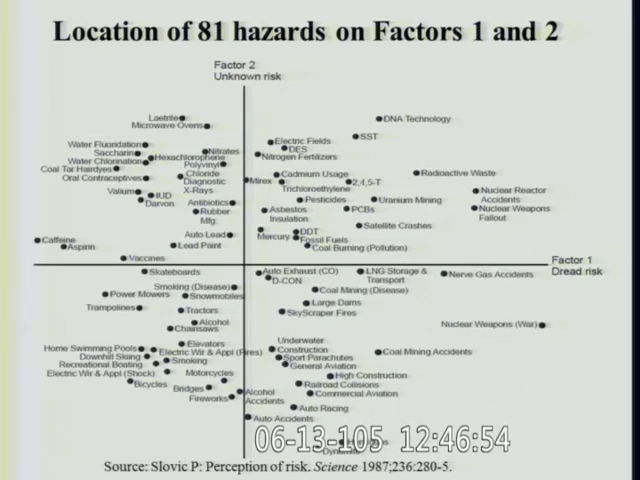 Location of 81 hazards on Factors 1 and 2
Factor 2
Unknown risk
Laetrile
Microwave Ovens
Water Fluoridation
Saccharin
Water Chlorination
Coal Tar Hairdyes
Oral Contraceptives
Valium
Darvon
IUD
Hexachlorophene
Nitrates
Polyvinyl
Chloride
Diagnostic
X-Rays
Antibiotics
Rubber
Mfg.
Auto Lead
Lead Paint
Caffeine
Aspirin
Vaccines
DNA Technology
SST
Electric Fields
DES
Nitrogen Fertilizers
Mirex
Cadmium Usage
Trichloroethylene
2,4,5-T
Radioactive Waste
Pesticides
Uranium Mining
Nuclear Reactor
Accidents
Asbestos
Insulation
PCBs
Nuclear Weapons
Fallout
Satellite Crashes
Mercury
DDT
Fossil Fuels
Coal Burning (Pollution)
Factor 1
Dread risk
Skateboards
Smoking (Disease)
Power Mowers
Snowmobiles
Trampolines
Tractors
Alcohol
Chainsaws
Elevators
Home Swimming Pools
Electric Wir & Appl (Fires)
Downhill Skiing
Smoking
Recreational Boating
Electric Wir & Appl (Shock)
Motorcycles
Bicycles
Bridges
Fireworks
Alcohol
Accidents
Auto Exhaust (CO)
D-CON
LNG Storage &
Transport
Nerve Gas Accidents
Coal Mining (Disease)
Large Dams
SkyScraper Fires
Nuclear Weapons (War)
Underwater
Construction
Sport Parachutes
General Aviation
Coal Mining Accidents
High Construction
Railroad Collisions
Commercial Aviation
Auto Racing
Auto Accidents
06-13-105 12:46:54
Source: Slovic P: Perception of risk. Science 1987;236:280-5.